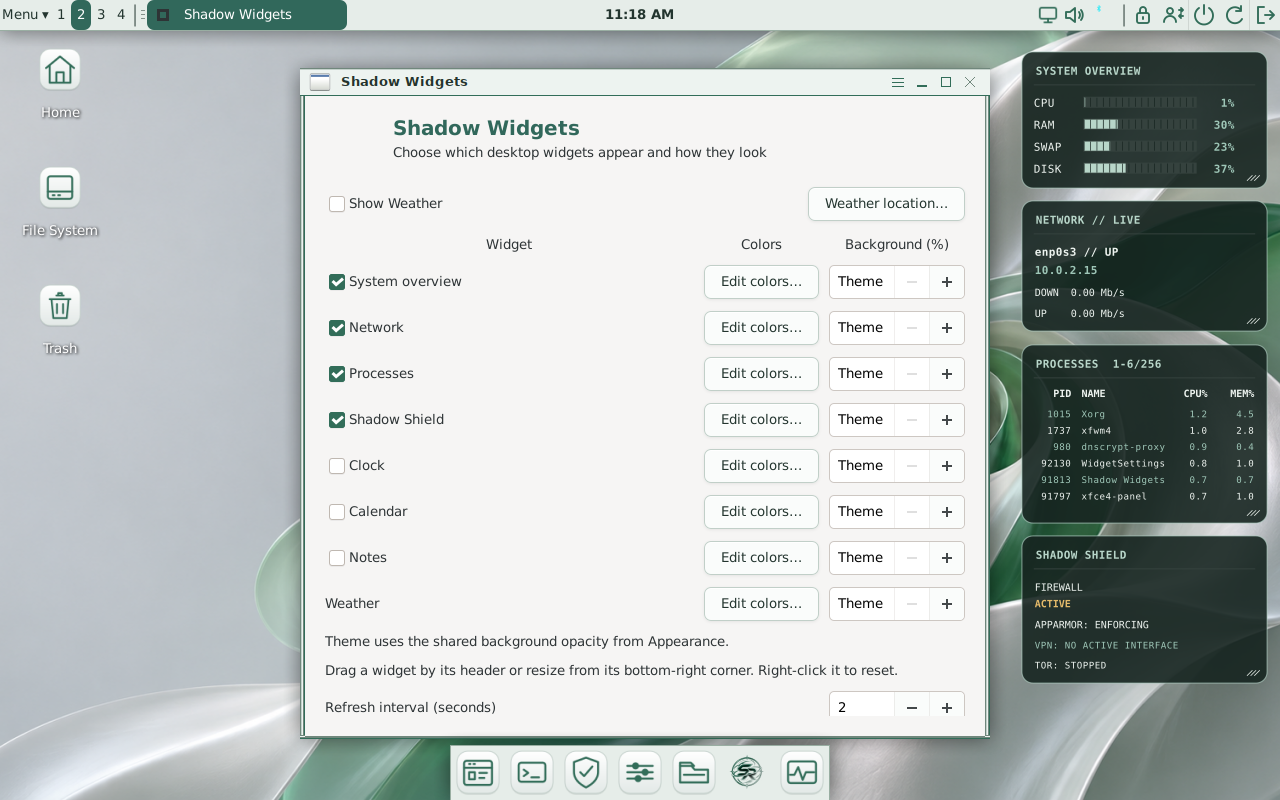 Menu ▾ 1 2 3 4 Shadow Widgets 11:18 AM
Home
File System
Trash
Shadow Widgets
Shadow Widgets
Choose which desktop widgets appear and how they look
Show Weather Weather location...
Widget Colors Background (%)
System overview Edit colors... Theme − +
Network Edit colors... Theme − +
Processes Edit colors... Theme − +
Shadow Shield Edit colors... Theme − +
Clock Edit colors... Theme − +
Calendar Edit colors... Theme − +
Notes Edit colors... Theme − +
Weather Edit colors... Theme − +
Theme uses the shared background opacity from Appearance.
Drag a widget by its header or resize from its bottom-right corner. Right-click it to reset.
Refresh interval (seconds) 2 − +
SYSTEM OVERVIEW
CPU 1%
RAM 30%
SWAP 23%
DISK 37%
NETWORK // LIVE
enp0s3 // UP
10.0.2.15
DOWN 0.00 Mb/s
UP 0.00 Mb/s
PROCESSES 1-6/256
PID NAME CPU% MEM%
1015 Xorg 1.2 4.5
1737 xfwm4 1.0 2.8
980 dnscrypt-proxy 0.9 0.4
92130 WidgetSettings 0.8 1.0
91813 Shadow Widgets 0.7 0.7
91797 xfce4-panel 0.7 1.0
SHADOW SHIELD
FIREWALL
ACTIVE
APPARMOR: ENFORCING
VPN: NO ACTIVE INTERFACE
TOR: STOPPED